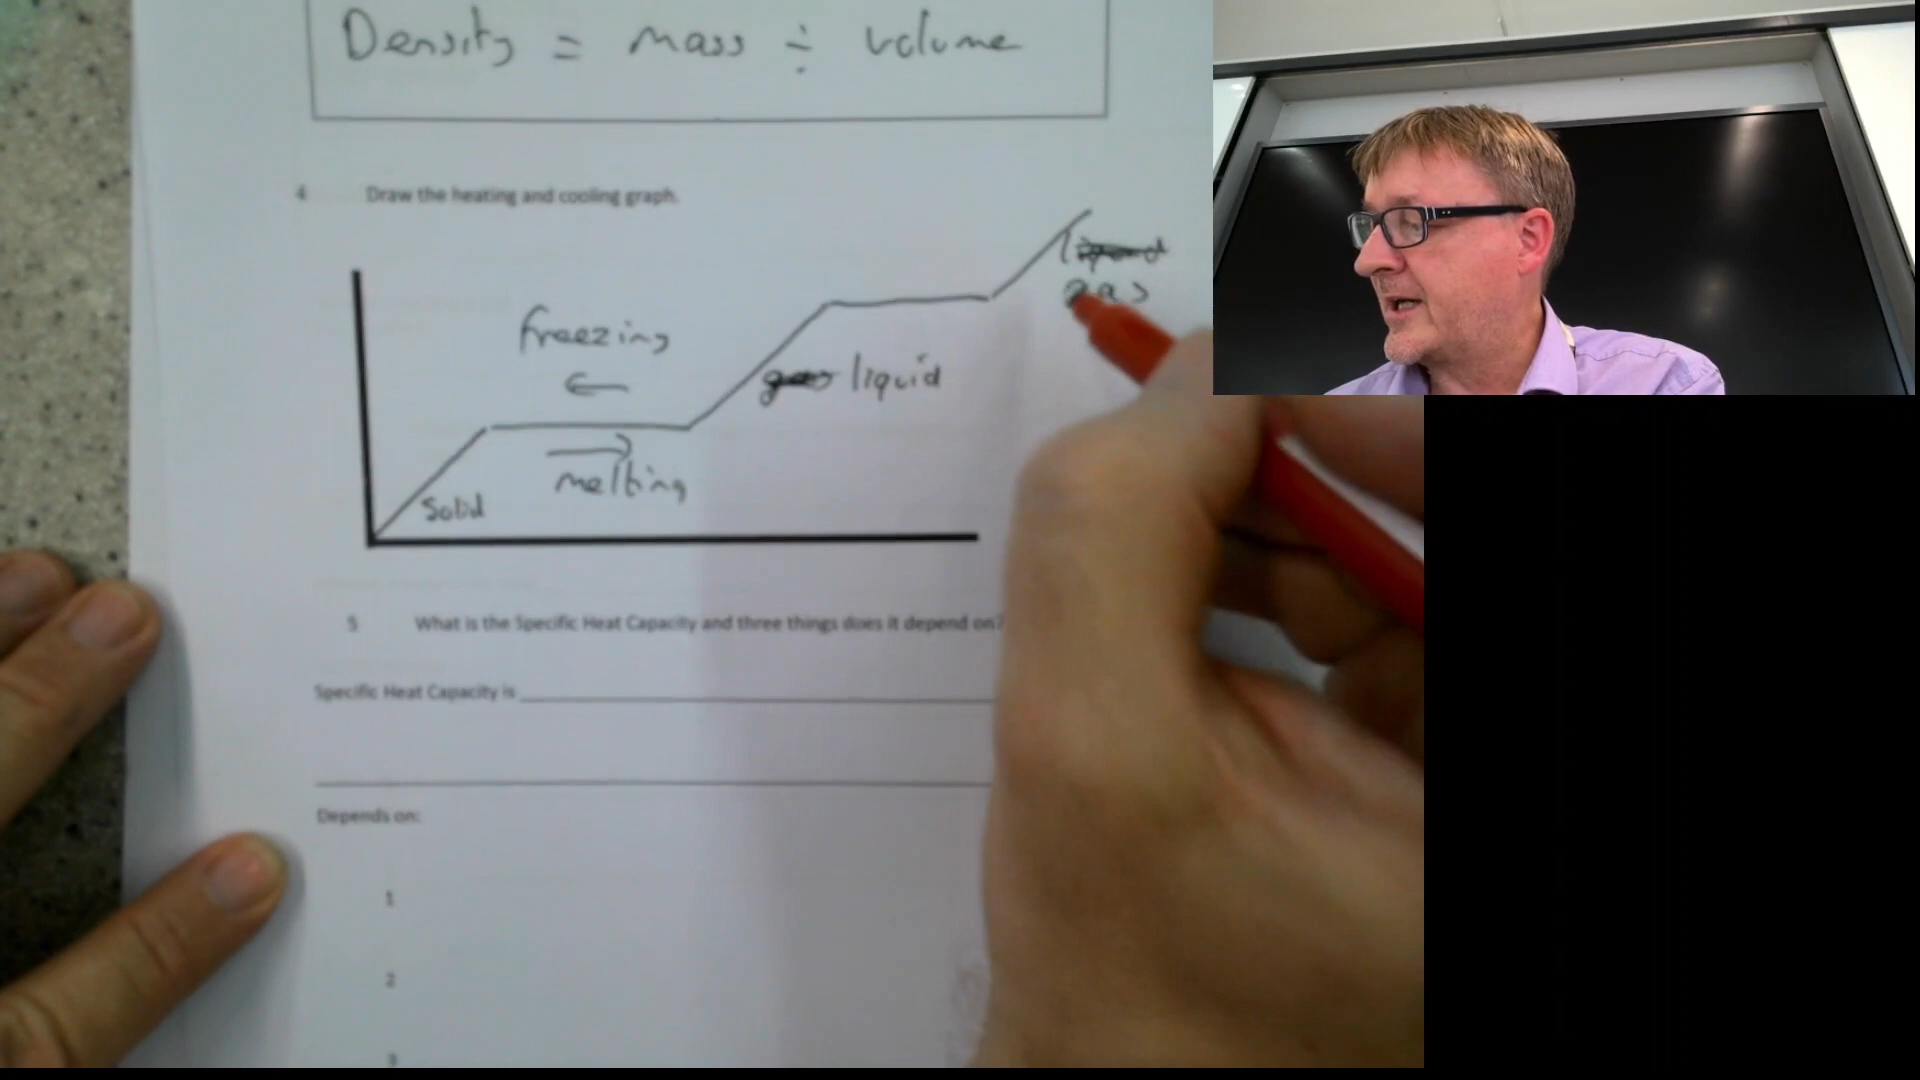 Density = mass ÷ volume
4 Draw the heating and cooling graph.
gas
freezing
←
liquid
→
melting
Solid
5 What is the Specific Heat Capacity and three things does it depend on?
Specific Heat Capacity is
Depends on:
1
2
3